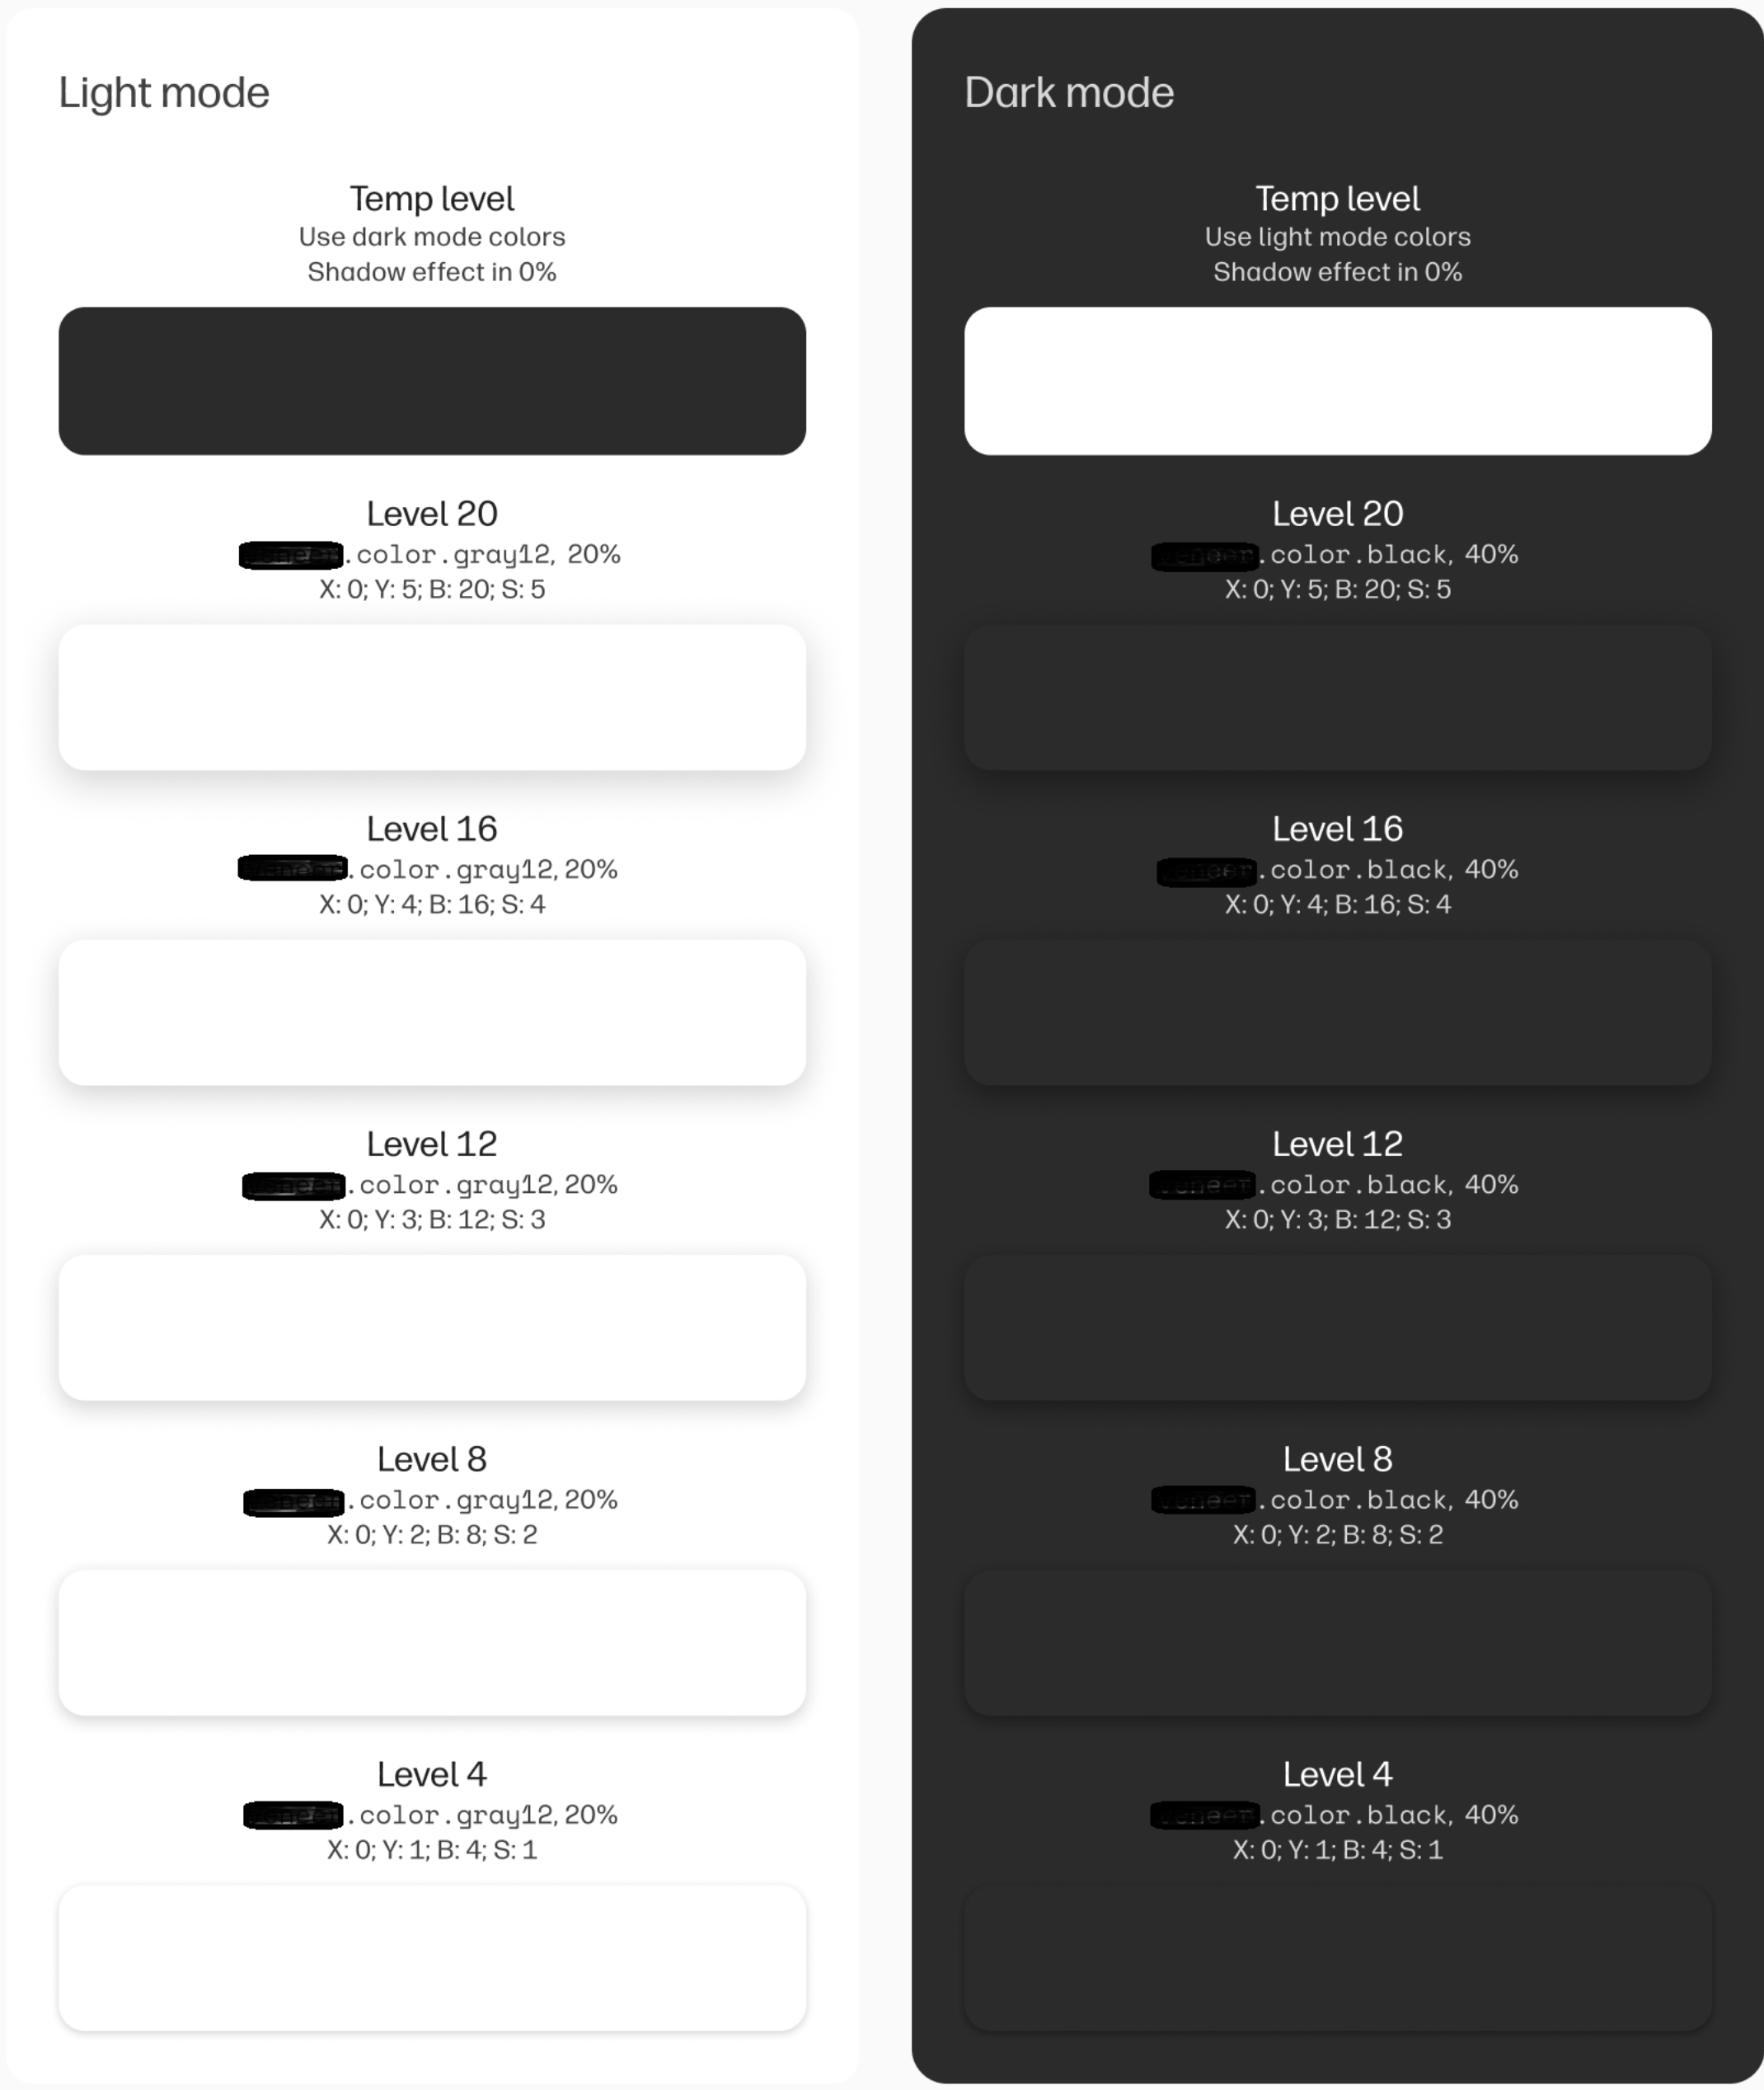 Light mode
Temp level
Use dark mode colors
Shadow effect in 0%
Level 20
.color.gray12, 20%
X: 0; Y: 5; B: 20; S: 5
Level 16
.color.gray12, 20%
X: 0; Y: 4; B: 16; S: 4
Level 12
.color.gray12, 20%
X: 0; Y: 3; B: 12; S: 3
Level 8
.color.gray12, 20%
X: 0; Y: 2; B: 8; S: 2
Level 4
.color.gray12, 20%
X: 0; Y: 1; B: 4; S: 1
Dark mode
Temp level
Use light mode colors
Shadow effect in 0%
Level 20
.color.black, 40%
X: 0; Y: 5; B: 20; S: 5
Level 16
.color.black, 40%
X: 0; Y: 4; B: 16; S: 4
Level 12
.color.black, 40%
X: 0; Y: 3; B: 12; S: 3
Level 8
.color.black, 40%
X: 0; Y: 2; B: 8; S: 2
Level 4
.color.black, 40%
X: 0; Y: 1; B: 4; S: 1